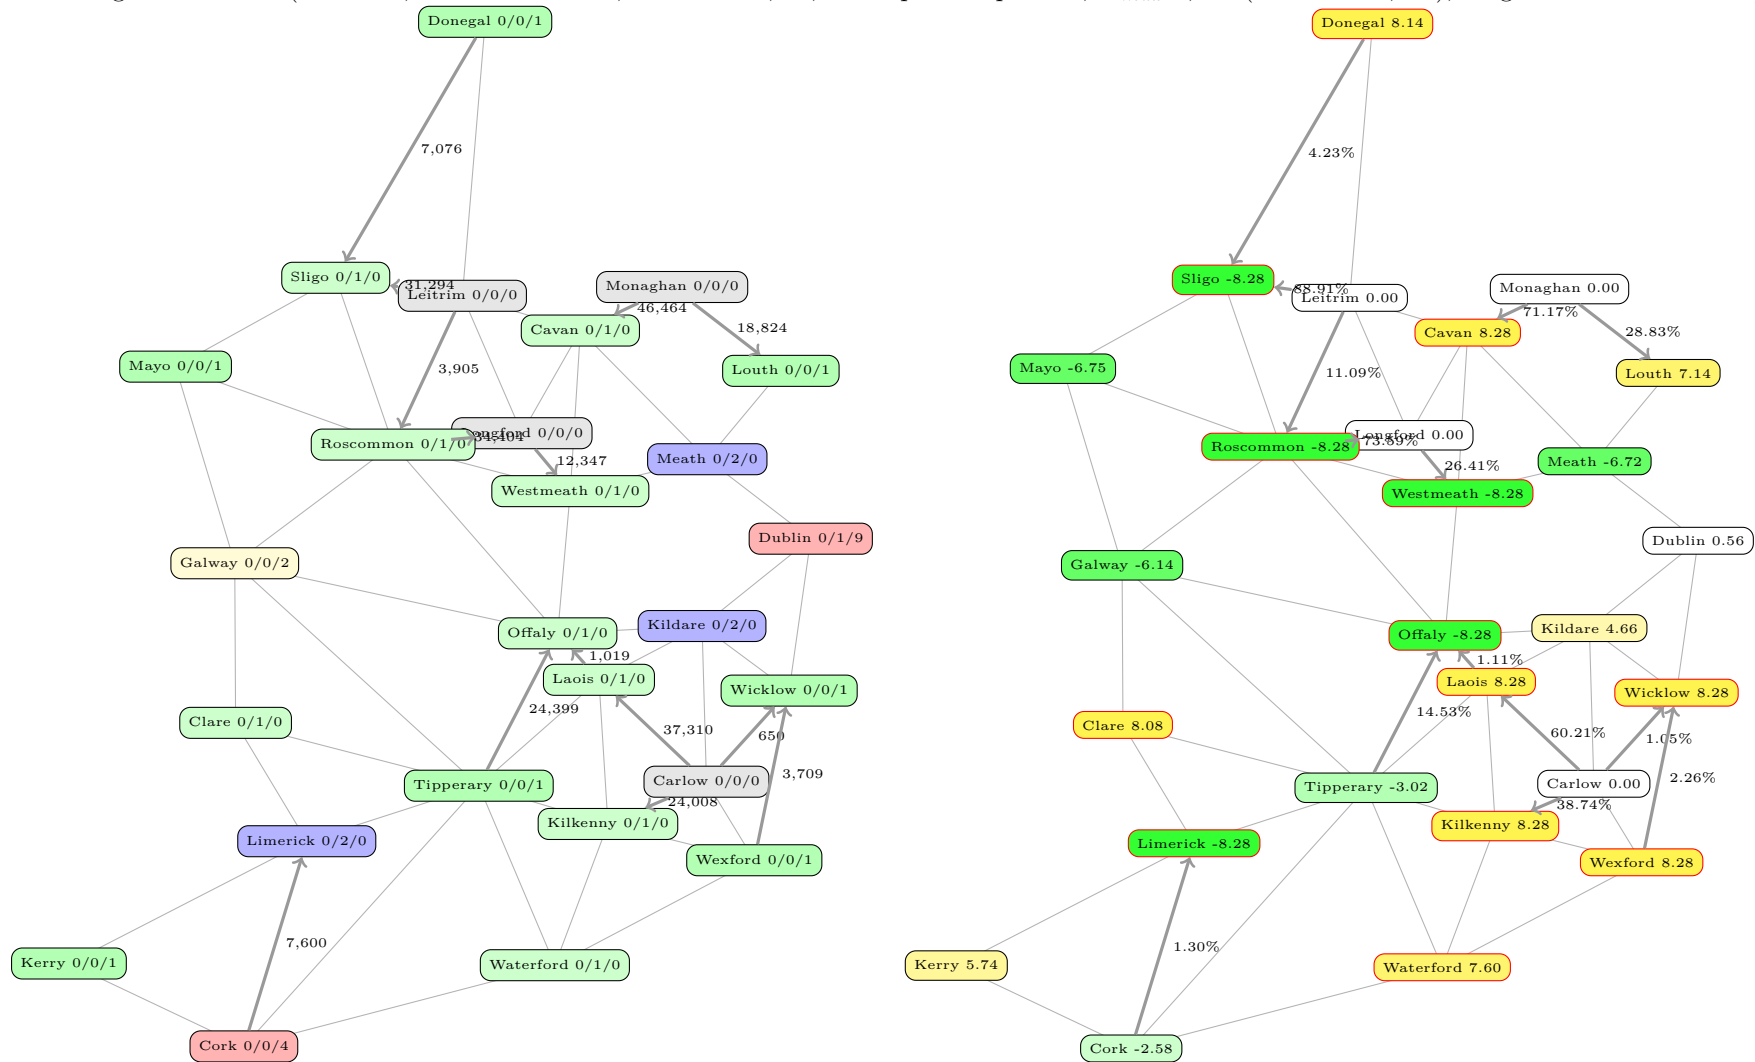 Donegal 0/0/1
7,076
Sligo 0/1/0
31,294
Leitrim 0/0/0
Monaghan 0/0/0
46,464
Cavan 0/1/0
18,824
Mayo 0/0/1
3,905
Louth 0/0/1
Roscommon 0/1/0
34,404
Longford 0/0/0
12,347
Meath 0/2/0
Westmeath 0/1/0
Dublin 0/1/9
Galway 0/0/2
Offaly 0/1/0
Kildare 0/2/0
1,019
Laois 0/1/0
Wicklow 0/0/1
24,399
Clare 0/1/0
37,310
650
3,709
Tipperary 0/0/1
Carlow 0/0/0
24,008
Kilkenny 0/1/0
Limerick 0/2/0
Wexford 0/0/1
7,600
Kerry 0/0/1
Waterford 0/1/0
Cork 0/0/4
Donegal 8.14
4.23%
Sligo -8.28
88.91%
Leitrim 0.00
Monaghan 0.00
71.17%
Cavan 8.28
28.83%
Mayo -6.75
11.09%
Louth 7.14
Roscommon -8.28
73.59%
Longford 0.00
26.41%
Meath -6.72
Westmeath -8.28
Dublin 0.56
Galway -6.14
Offaly -8.28
Kildare 4.66
1.11%
Laois 8.28
Wicklow 8.28
14.53%
Clare 8.08
60.21%
1.05%
2.26%
Tipperary -3.02
Carlow 0.00
38.74%
Kilkenny 8.28
Limerick -8.28
Wexford 8.28
1.30%
Kerry 5.74
Waterford 7.60
Cork -2.58